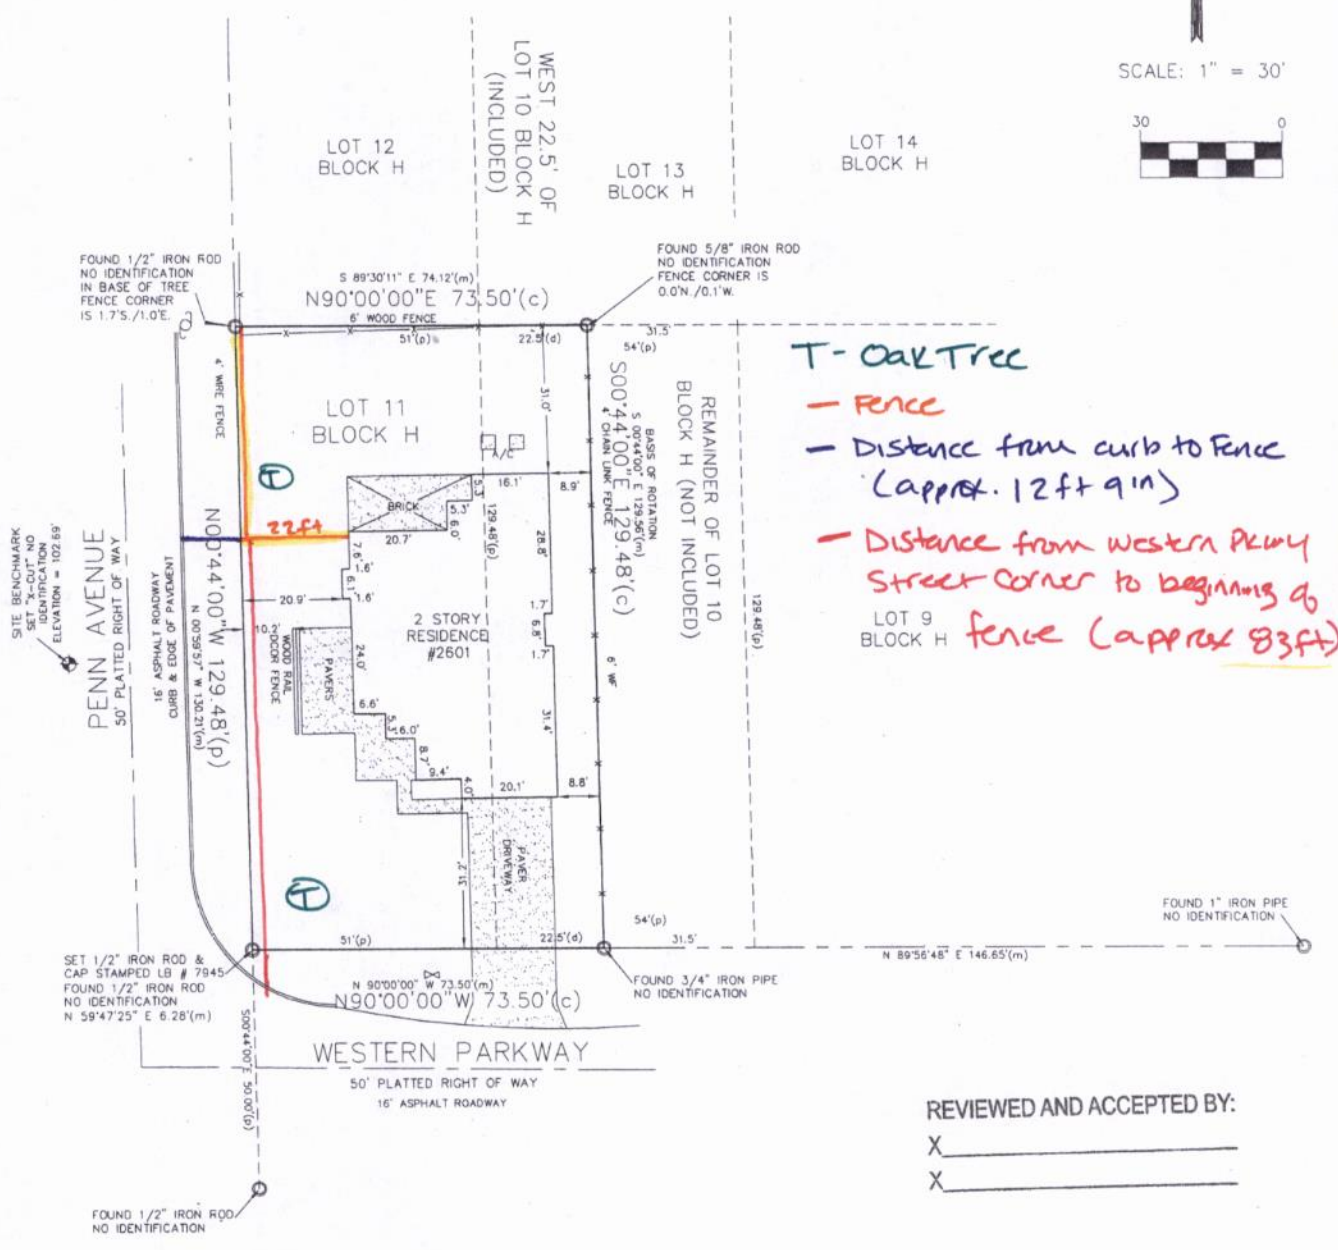 SCALE: 1" = 30'
30
0
WEST 22.5' OF
LOT 10 BLOCK H
(INCLUDED)
LOT 12
BLOCK H
LOT 13
BLOCK H
LOT 14
BLOCK H
FOUND 1/2" IRON ROD
NO IDENTIFICATION
IN BASE OF TREE
FENCE CORNER
IS 1.7'S./1.0'E.
FOUND 5/8" IRON ROD
NO IDENTIFICATION
FENCE CORNER IS
0.0'N./0.1'W.
S 89°30'11" E 74.12'(m)
N90°00'00"E 73.50'(c)
6' WOOD FENCE
51'(p)
22.5'(d)
31.5'
54'(p)
4' WIRE FENCE
LOT 11
BLOCK H
31.0'
A/C
16.1'
8.9'
BRICK
5.3'
5.3'
6.0'
20.7'
22ft
129.48'(p)
28.8'
S00°44'00"E 129.48'(c)
4' CHAIN LINK FENCE
S 00°44'00" E 129.56'(m)
BASIS OF ROTATION
REMAINDER OF LOT 10
BLOCK H (NOT INCLUDED)
T - Oak Tree
- Fence
- Distance from curb to Fence
(approx. 12ft 9in)
- Distance from Western Pkwy
Street Corner to beginning of
fence (approx 83ft)
LOT 9
BLOCK H
129.48'(p)
SITE BENCHMARK
SET "X-CUT" NO
IDENTIFICATION
ELEVATION = 102.69'
PENN AVENUE
50' PLATTED RIGHT OF WAY
16' ASPHALT ROADWAY
CURB & EDGE OF PAVEMENT
N 00°59'57" W 130.21'(m)
N00°44'00"W 129.48'(p)
T
7.6'
1.6'
6.1'
1.6'
20.9'
10.2'
WOOD RAIL
DECOR FENCE
PAVERS
24.0'
2 STORY
RESIDENCE
#2601
1.7'
6.8'
1.7'
6' WF
31.4'
6.6'
5.3'
6.0'
8.7'
9.4'
4.0'
20.1'
8.8'
PAVER
DRIVEWAY
31.2'
T
51'(p)
22.5'(d)
54'(p)
31.5'
SET 1/2" IRON ROD &
CAP STAMPED LB # 7945
FOUND 1/2" IRON ROD
NO IDENTIFICATION
N 59°47'25" E 6.28'(m)
N 90°00'00" W 73.50'(m)
N90°00'00"W 73.50'(c)
FOUND 3/4" IRON PIPE
NO IDENTIFICATION
N 89°56'48" E 146.65'(m)
FOUND 1" IRON PIPE
NO IDENTIFICATION
WESTERN PARKWAY
50' PLATTED RIGHT OF WAY
16' ASPHALT ROADWAY
S00°44'00"E 50.00'(p)
FOUND 1/2" IRON ROD
NO IDENTIFICATION
REVIEWED AND ACCEPTED BY:
X
X